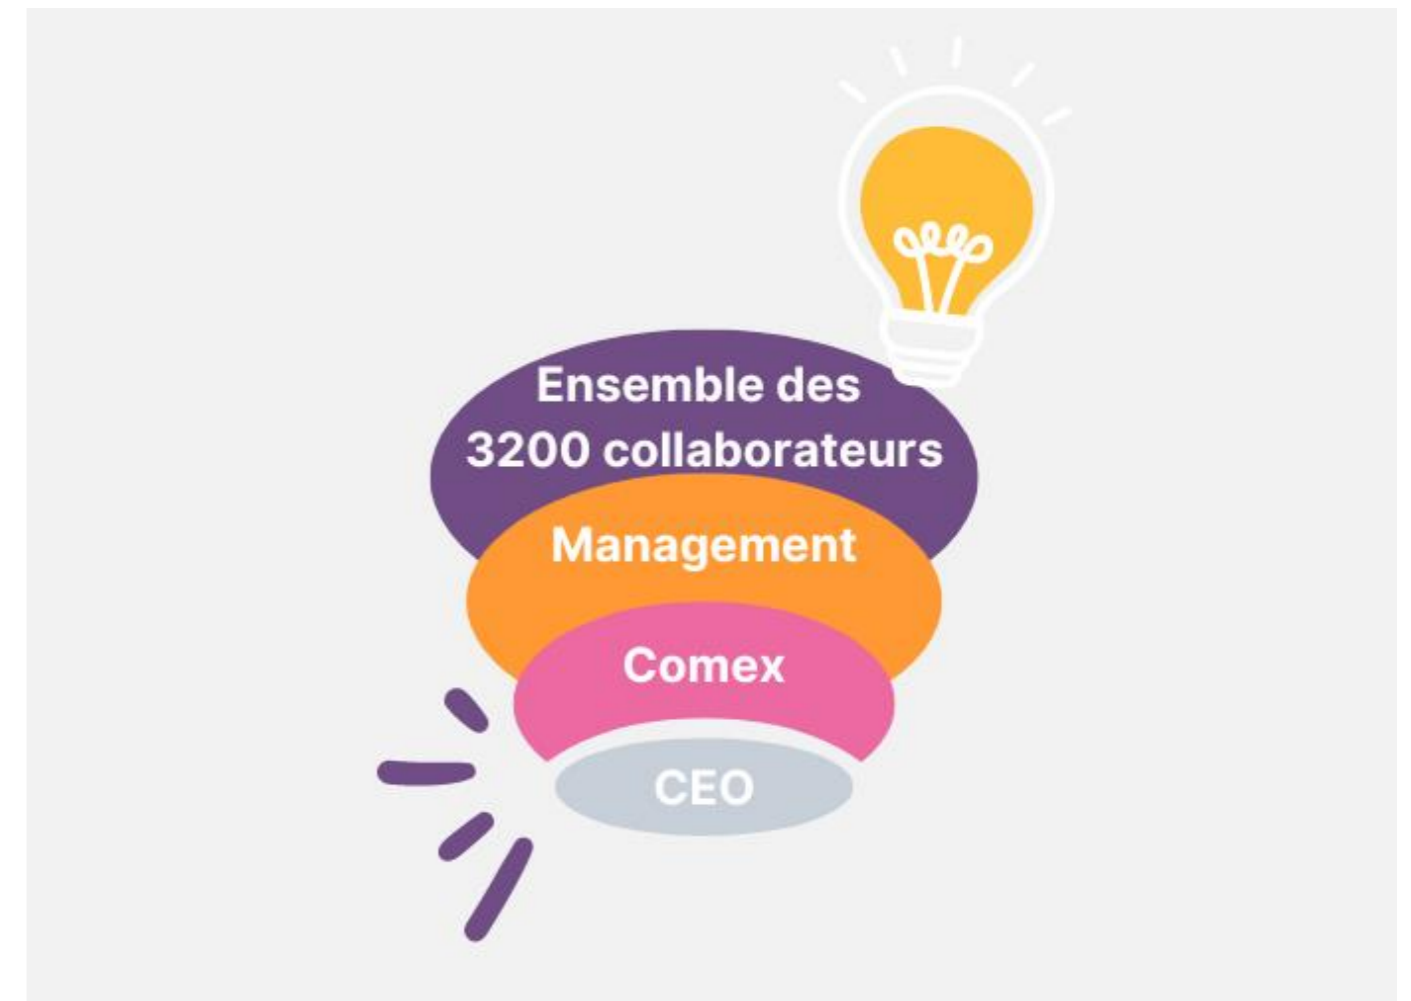 Ensemble des
3200 collaborateurs
Management
Comex
CEO